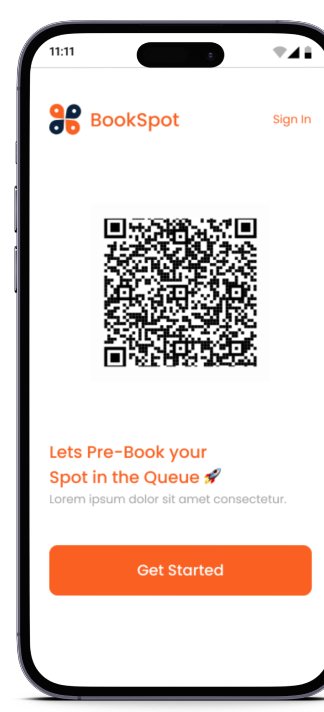 11:11
BookSpot
Sign In
Lets Pre-Book your
Spot in the Queue 🚀
Lorem ipsum dolor sit amet consectetur.
Get Started